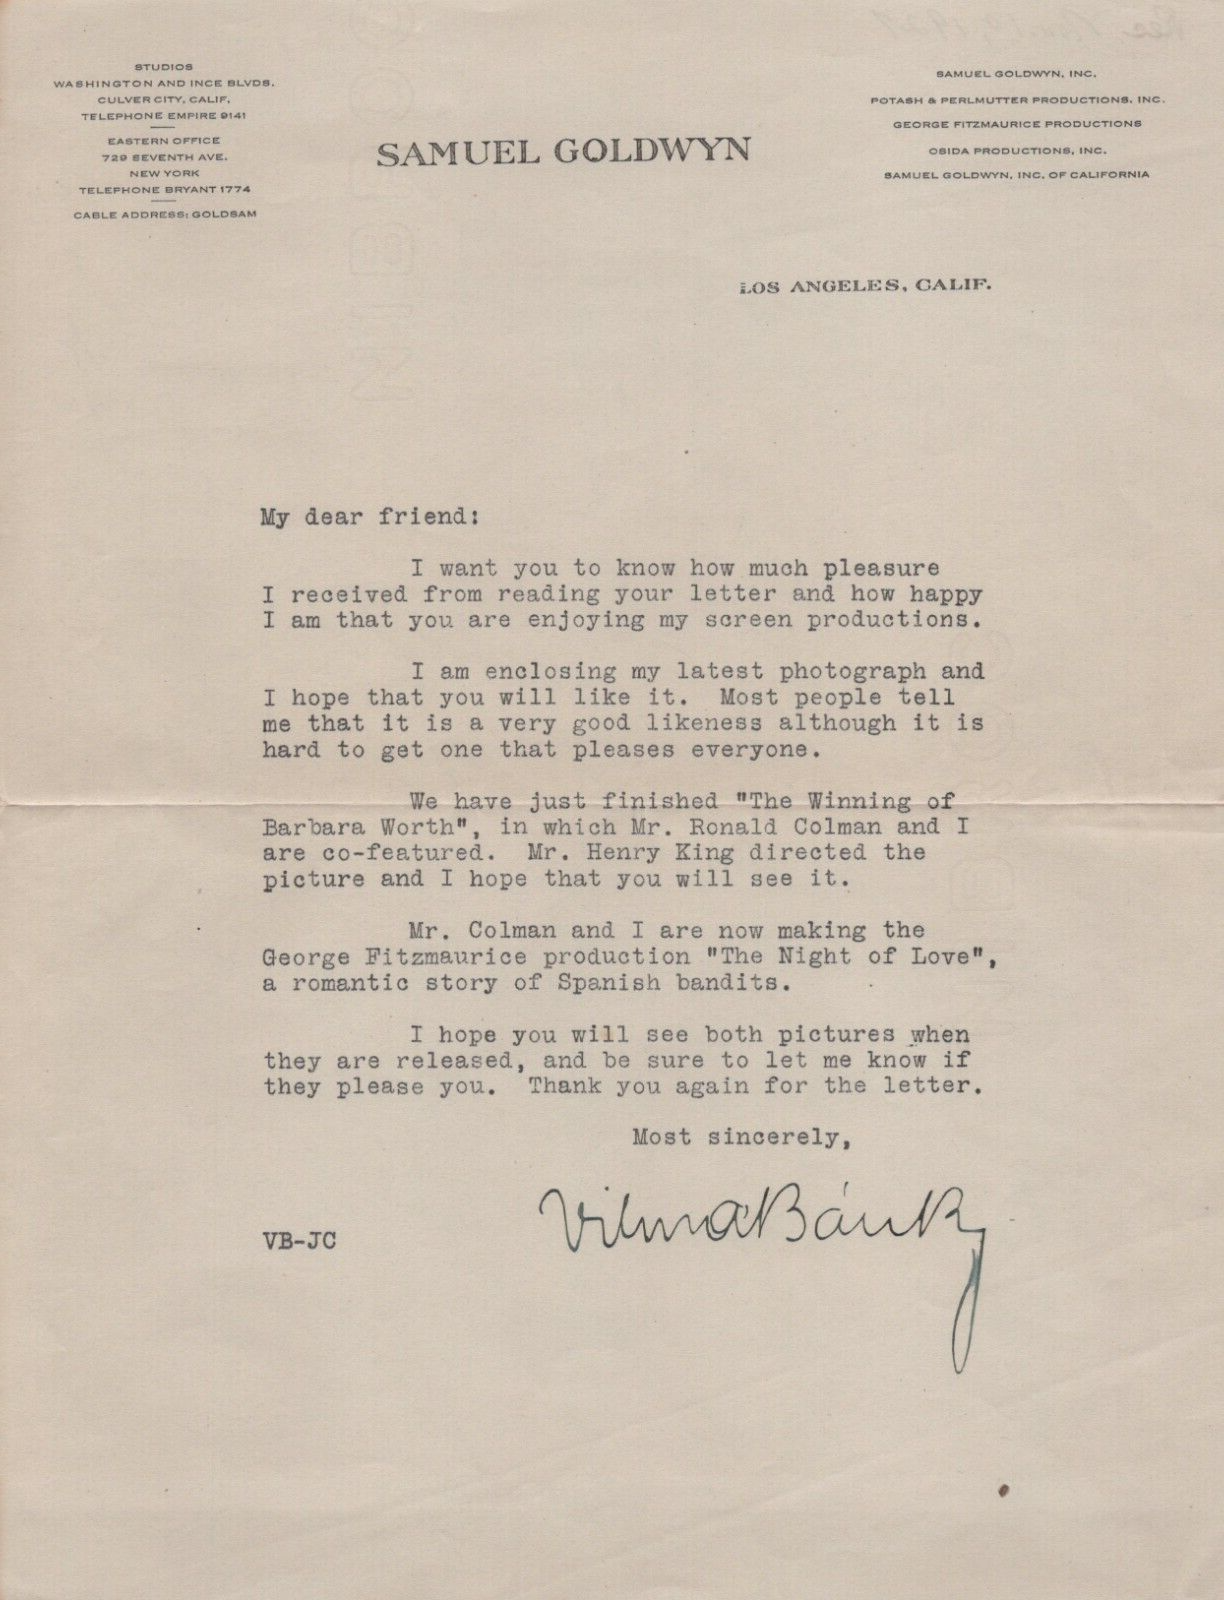 STUDIOS
WASHINGTON AND INCE BLVDS.
CULVER CITY, CALIF.
TELEPHONE EMPIRE 9141
EASTERN OFFICE
729 SEVENTH AVE.
NEW YORK
TELEPHONE BRYANT 1774
CABLE ADDRESS: GOLDSAM
SAMUEL GOLDWYN
SAMUEL GOLDWYN, INC.
POTASH & PERLMUTTER PRODUCTIONS, INC.
GEORGE FITZMAURICE PRODUCTIONS
OSIDA PRODUCTIONS, INC.
SAMUEL GOLDWYN, INC. OF CALIFORNIA
LOS ANGELES, CALIF.
My dear friend:
I want you to know how much pleasure
I received from reading your letter and how happy
I am that you are enjoying my screen productions.
I am enclosing my latest photograph and
I hope that you will like it. Most people tell
me that it is a very good likeness although it is
hard to get one that pleases everyone.
We have just finished "The Winning of
Barbara Worth", in which Mr. Ronald Colman and I
are co-featured. Mr. Henry King directed the
picture and I hope that you will see it.
Mr. Colman and I are now making the
George Fitzmaurice production "The Night of Love",
a romantic story of Spanish bandits.
I hope you will see both pictures when
they are released, and be sure to let me know if
they please you. Thank you again for the letter.
Most sincerely,
Vilma Bánky
VB-JC